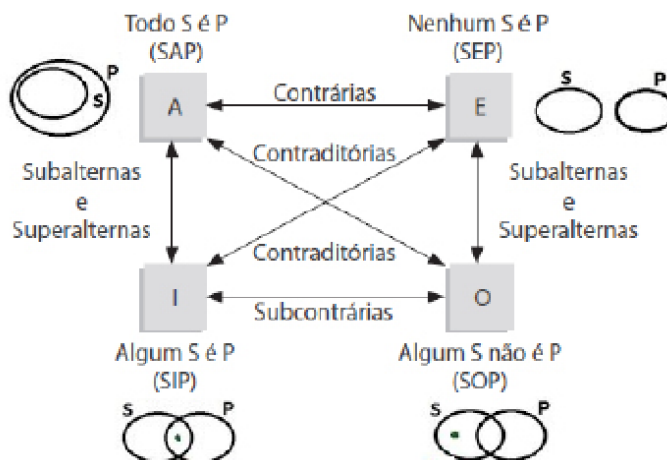 Todo S é P
(SAP)
Nenhum S é P
(SEP)
P
S
A
Contrárias
E
S
P
Contraditórias
Subalternas
e
Superalternas
Subalternas
e
Superalternas
Contraditórias
I
Subcontrárias
O
Algum S é P
(SIP)
Algum S não é P
(SOP)
S
P
S
P